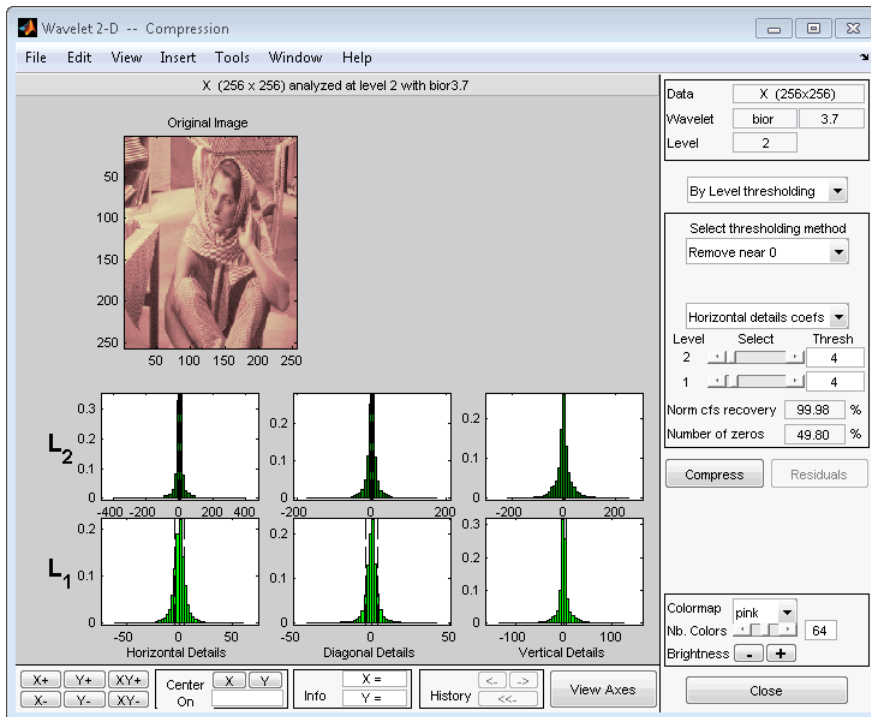 Wavelet 2-D -- Compression
File Edit View Insert Tools Window Help
X (256 x 256) analyzed at level 2 with bior3.7
Original Image
50
100
150
200
250
50 100 150 200 250
L2
0.3
0.2
0.1
0
-400 -200 0 200 400
0.3
0.2
0.1
0
-200 0 200
0.2
0.1
0
-200 0 200
L1
0.2
0.1
0
-50 0 50
Horizontal Details
0.2
0.1
0
-50 0 50
Diagonal Details
0.3
0.2
0.1
0
-100 0 100
Vertical Details
Data X (256x256)
Wavelet bior 3.7
Level 2
By Level thresholding
Select thresholding method
Remove near 0
Horizontal details coefs
Level Select Thresh
2 4
1 4
Norm cfs recovery 99.98 %
Number of zeros 49.80 %
Compress Residuals
Colormap pink
Nb. Colors 64
Brightness - +
Close
X+ Y+ XY+
X- Y- XY-
Center On X Y
Info X =
Y =
History <- ->
<<-
View Axes